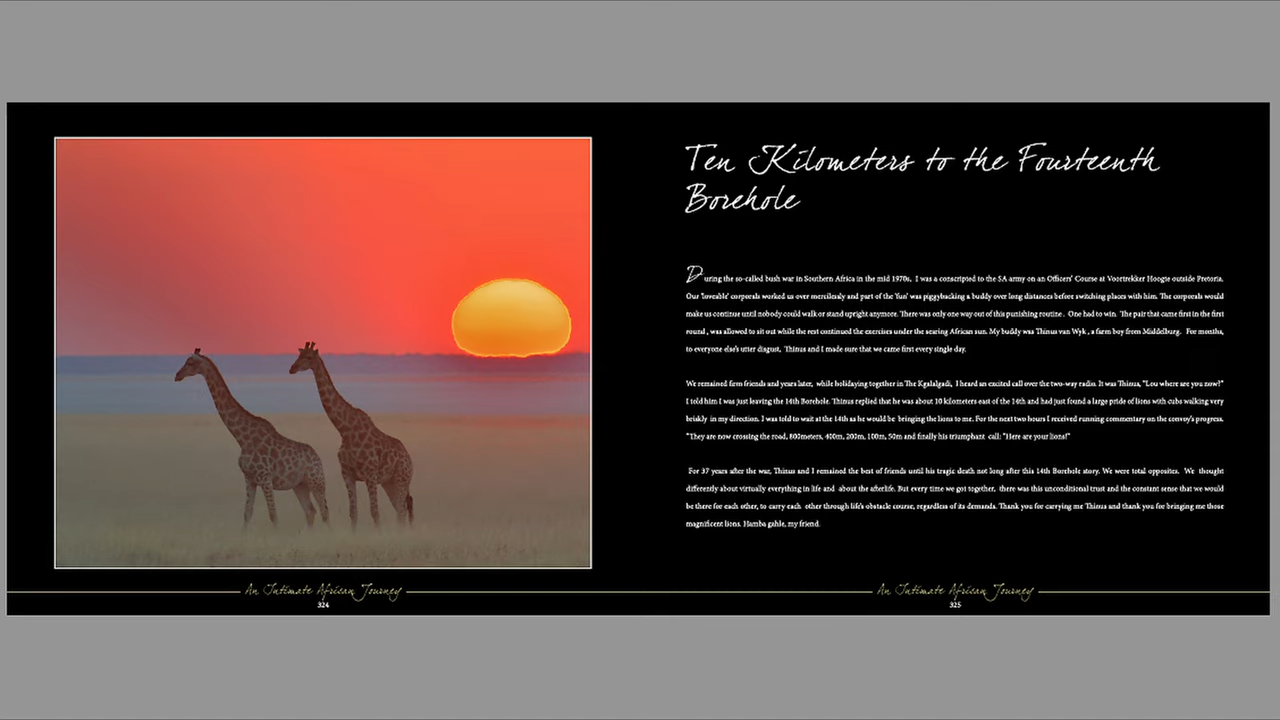 Ten Kilometers to the Fourteenth
Borehole
During the so-called bush war in Southern Africa in the mid 1970s, I was a conscripted to the SA army on an Officers' Course at Voortrekker Hoogte outside Pretoria.
Our 'loveable' corporals worked us over mercilessly and part of the 'fun' was piggybacking a buddy over long distances before switching places with him. The corporals would
make us continue until nobody could walk or stand upright anymore. There was only one way out of this punishing routine . One had to win. The pair that came first in the first
round , was allowed to sit out while the rest continued the exercises under the searing African sun. My buddy was Thinus van Wyk , a farm boy from Middelburg. For months,
to everyone else's utter disgust, Thinus and I made sure that we came first every single day.
We remained firm friends and years later, while holidaying together in The Kgalalgadi, I heard an excited call over the two-way radio. It was Thinus, "Lou where are you now?"
I told him I was just leaving the 14th Borehole. Thinus replied that he was about 10 kilometers east of the 14th and had just found a large pride of lions with cubs walking very
briskly in my direction. I was told to wait at the 14th as he would be bringing the lions to me. For the next two hours I received running commentary on the convoy's progress.
"They are now crossing the road, 800meters, 400m, 200m, 100m, 50m and finally his triumphant call: "Here are your lions!"
For 37 years after the war, Thinus and I remained the best of friends until his tragic death not long after this 14th Borehole story. We were total opposites. We thought
differently about virtually everything in life and about the afterlife. But every time we got together, there was this unconditional trust and the constant sense that we would
be there for each other, to carry each other through life's obstacle course, regardless of its demands. Thank you for carrying me Thinus and thank you for bringing me those
magnificent lions. Hamba gahle, my friend.
An Intimate African Journey
324
An Intimate African Journey
325